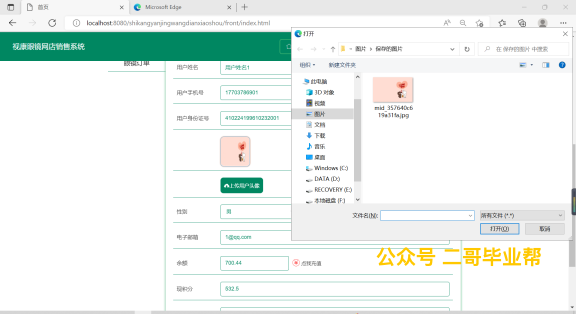 首页
Microsoft Edge
localhost:8080/shikangyanjingwangdianxiaoshou/front/index.html
视康眼镜网店销售系统
眼镜订单
用户姓名
用户姓名1
用户手机号
17703786901
用户身份证号
410224199610232001
上传用户头像
性别
男
电子邮箱
1@qq.com
余额
700.44
点我充值
现积分
532.5
打开
图片 › 保存的图片
在 保存的图片 中搜索
组织
新建文件夹
此电脑
3D 对象
视频
图片
文档
下载
音乐
桌面
Windows (C:)
DATA (D:)
RECOVERY (E:)
本地磁盘 (F:)
mid_357640c6
19a31fa.jpg
文件名(N):
所有文件 (*.*)
打开(O)
取消
公众号 二哥毕业帮